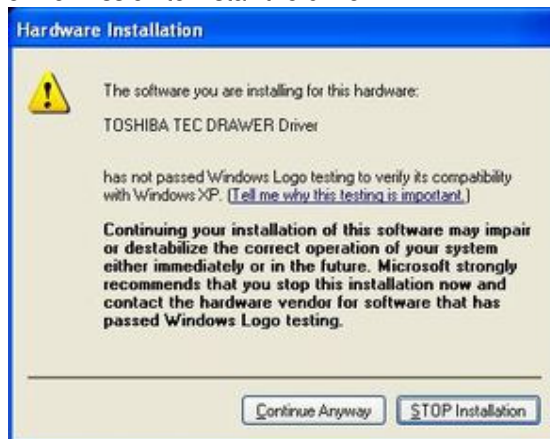 Hardware Installation
The software you are installing for this hardware:
TOSHIBA TEC DRAWER Driver
has not passed Windows Logo testing to verify its compatibility
with Windows XP. (Tell me why this testing is important.)
Continuing your installation of this software may impair
or destabilize the correct operation of your system
either immediately or in the future. Microsoft strongly
recommends that you stop this installation now and
contact the hardware vendor for software that has
passed Windows Logo testing.
Continue Anyway
STOP Installation